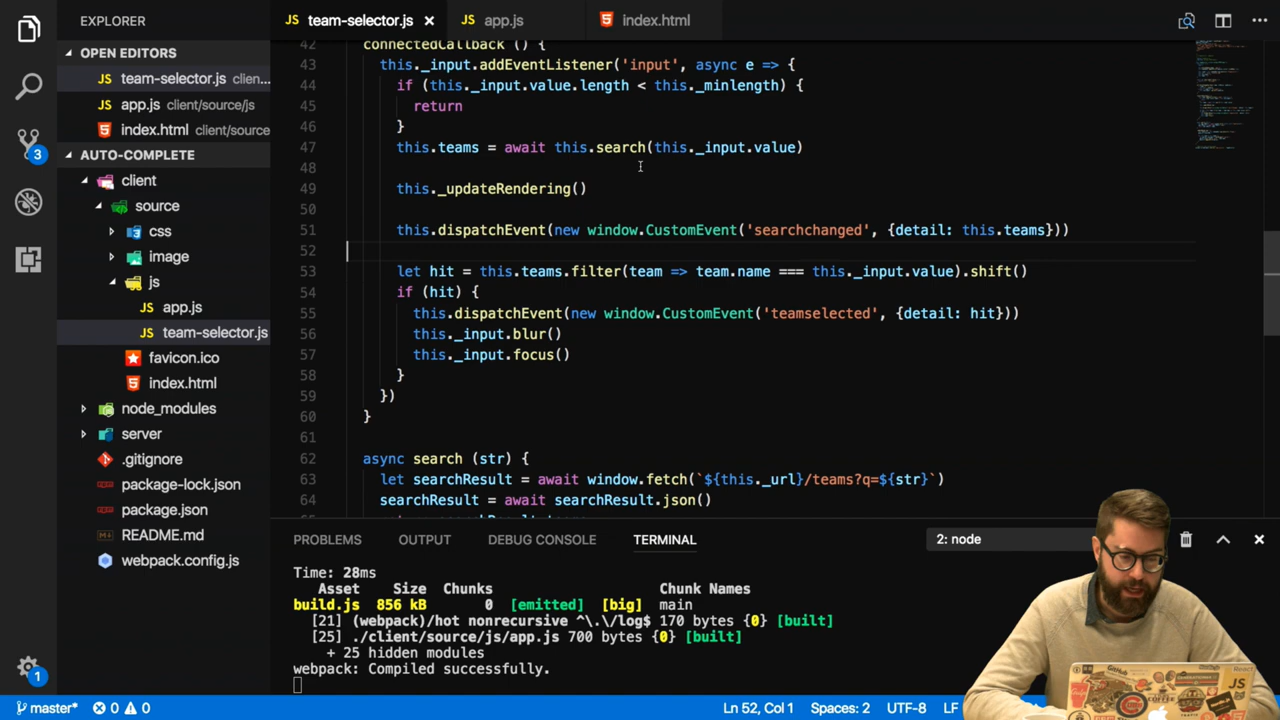 EXPLORER
OPEN EDITORS
JS team-selector.js clien...
JS app.js client/source/js
index.html client/source
AUTO-COMPLETE
client
source
css
image
js
JS app.js
JS team-selector.js
favicon.ico
index.html
node_modules
server
.gitignore
package-lock.json
package.json
README.md
webpack.config.js
3
1
JS team-selector.js ×
JS app.js
index.html
42 connectedCallback () {
43 this._input.addEventListener('input', async e => {
44 if (this._input.value.length < this._minlength) {
45 return
46 }
47 this.teams = await this.search(this._input.value)
48
49 this._updateRendering()
50
51 this.dispatchEvent(new window.CustomEvent('searchchanged', {detail: this.teams}))
52
53 let hit = this.teams.filter(team => team.name === this._input.value).shift()
54 if (hit) {
55 this.dispatchEvent(new window.CustomEvent('teamselected', {detail: hit}))
56 this._input.blur()
57 this._input.focus()
58 }
59 })
60 }
61
62 async search (str) {
63 let searchResult = await window.fetch(`${this._url}/teams?q=${str}`)
64 searchResult = await searchResult.json()
PROBLEMS OUTPUT DEBUG CONSOLE TERMINAL 2: node
Time: 28ms
Asset Size Chunks Chunk Names
build.js 856 kB 0 [emitted] [big] main
[21] (webpack)/hot nonrecursive ^\.\/log$ 170 bytes {0} [built]
[25] ./client/source/js/app.js 700 bytes {0} [built]
+ 25 hidden modules
webpack: Compiled successfully.
master* 0 0
Ln 52, Col 1 Spaces: 2 UTF-8 LF
GitHub
React
JS